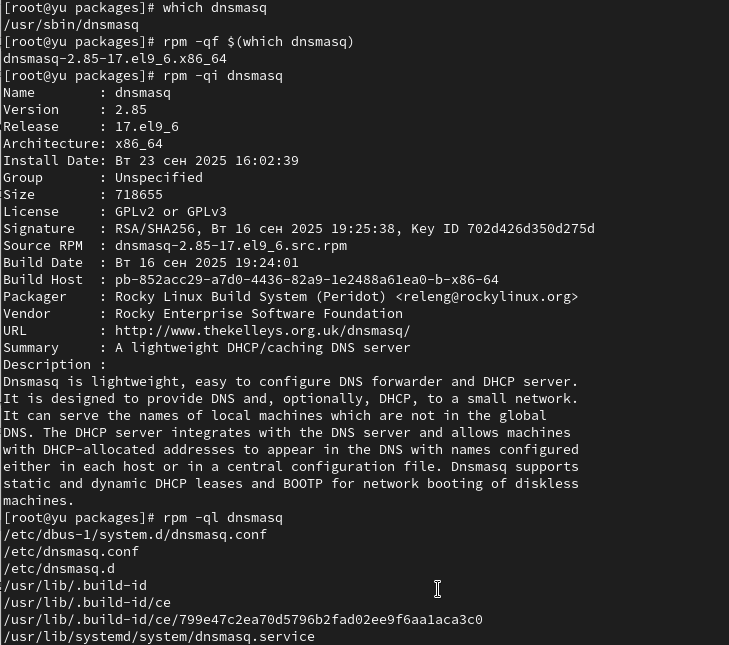 [root@yu packages]# which dnsmasq
/usr/sbin/dnsmasq
[root@yu packages]# rpm -qf $(which dnsmasq)
dnsmasq-2.85-17.el9_6.x86_64
[root@yu packages]# rpm -qi dnsmasq
Name        : dnsmasq
Version     : 2.85
Release     : 17.el9_6
Architecture: x86_64
Install Date: Вт 23 сен 2025 16:02:39
Group       : Unspecified
Size        : 718655
License     : GPLv2 or GPLv3
Signature   : RSA/SHA256, Вт 16 сен 2025 19:25:38, Key ID 702d426d350d275d
Source RPM  : dnsmasq-2.85-17.el9_6.src.rpm
Build Date  : Вт 16 сен 2025 19:24:01
Build Host  : pb-852acc29-a7d0-4436-82a9-1e2488a61ea0-b-x86-64
Packager    : Rocky Linux Build System (Peridot) <releng@rockylinux.org>
Vendor      : Rocky Enterprise Software Foundation
URL         : http://www.thekelleys.org.uk/dnsmasq/
Summary     : A lightweight DHCP/caching DNS server
Description :
Dnsmasq is lightweight, easy to configure DNS forwarder and DHCP server.
It is designed to provide DNS and, optionally, DHCP, to a small network.
It can serve the names of local machines which are not in the global
DNS. The DHCP server integrates with the DNS server and allows machines
with DHCP-allocated addresses to appear in the DNS with names configured
either in each host or in a central configuration file. Dnsmasq supports
static and dynamic DHCP leases and BOOTP for network booting of diskless
machines.
[root@yu packages]# rpm -ql dnsmasq
/etc/dbus-1/system.d/dnsmasq.conf
/etc/dnsmasq.conf
/etc/dnsmasq.d
/usr/lib/.build-id
/usr/lib/.build-id/ce
/usr/lib/.build-id/ce/799e47c2ea70d5796b2fad02ee9f6aa1aca3c0
/usr/lib/systemd/system/dnsmasq.service